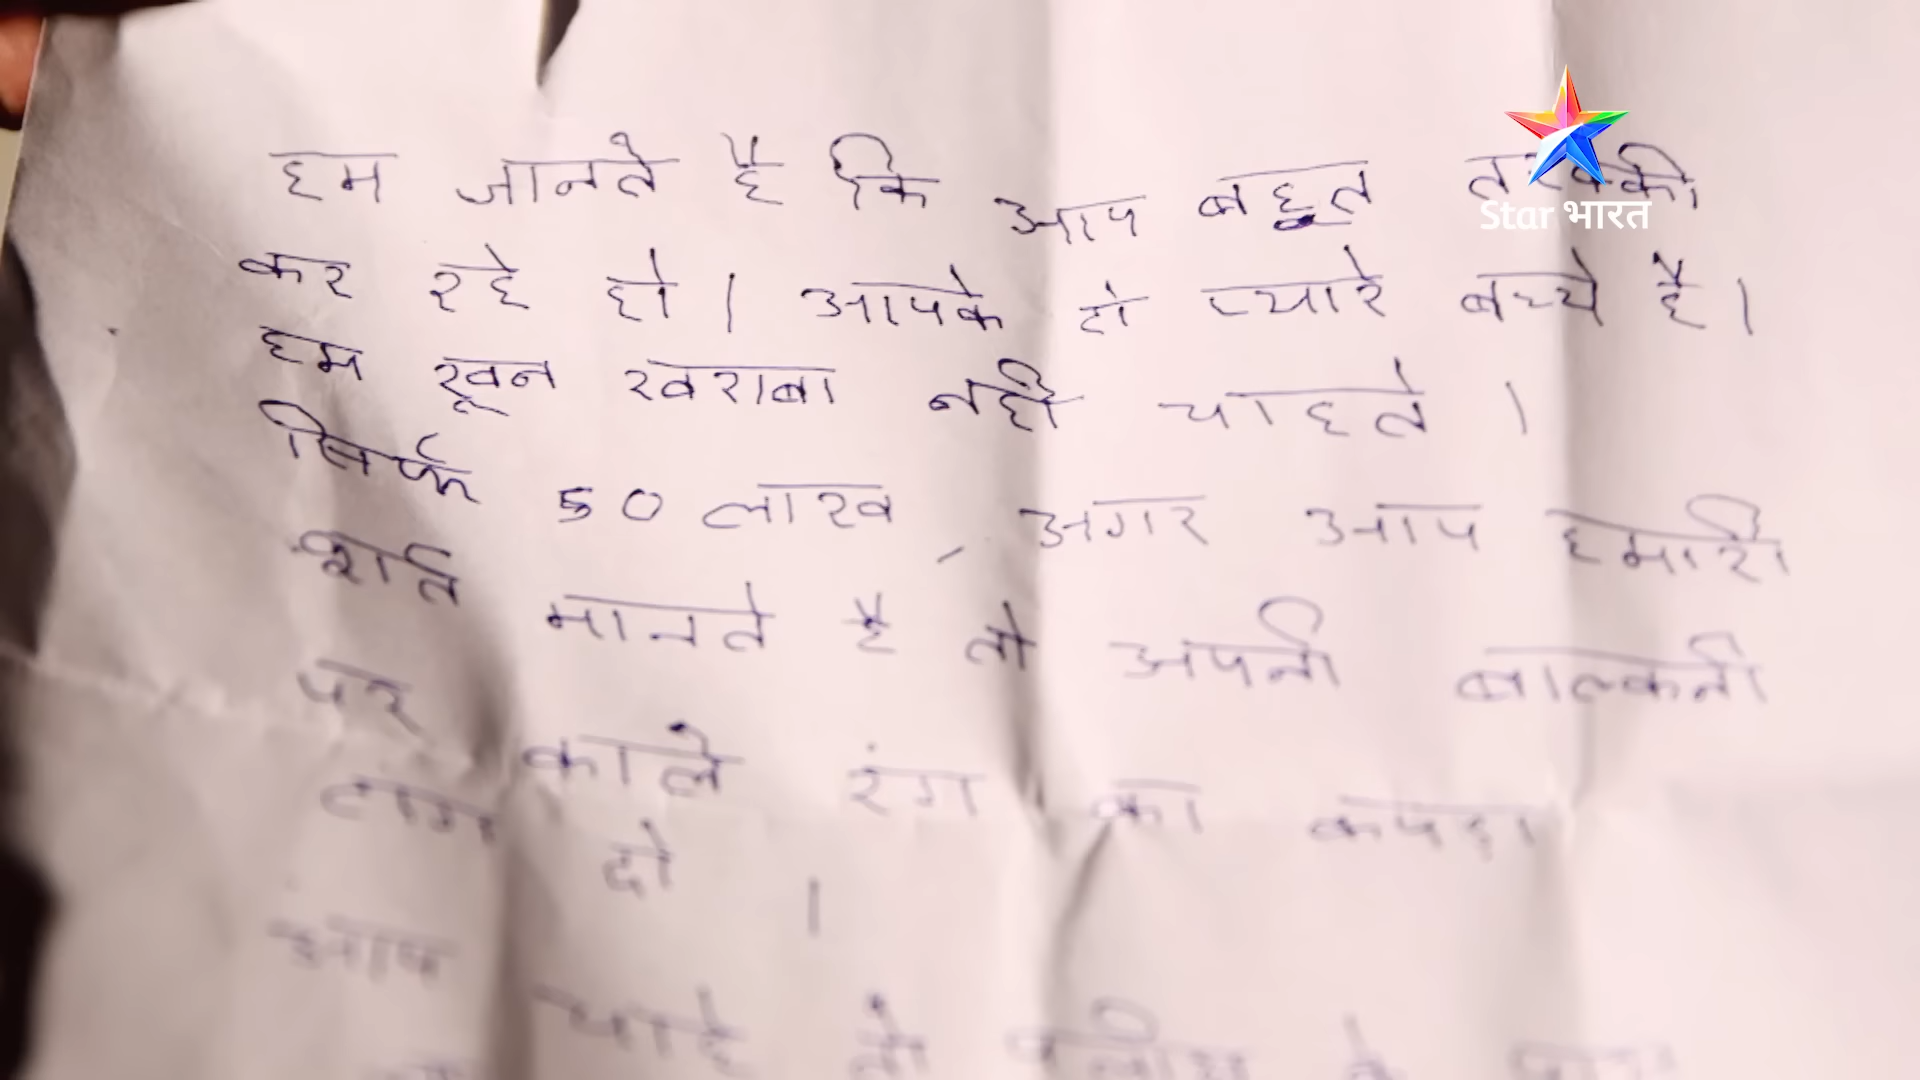 हम जानते है कि आप बहुत तरक्की
Star भारत
कर रहे हो। आपके दो प्यारे बच्चे है।
हम खून खराबा नही चाहते।
सिर्फ 50 लाख, अगर आप हमारी
शर्त मानते है तो अपनी बाल्कनी
पर काले रंग का कपड़ा
लाग दो।
आप चाहे तो पुलिस के पास